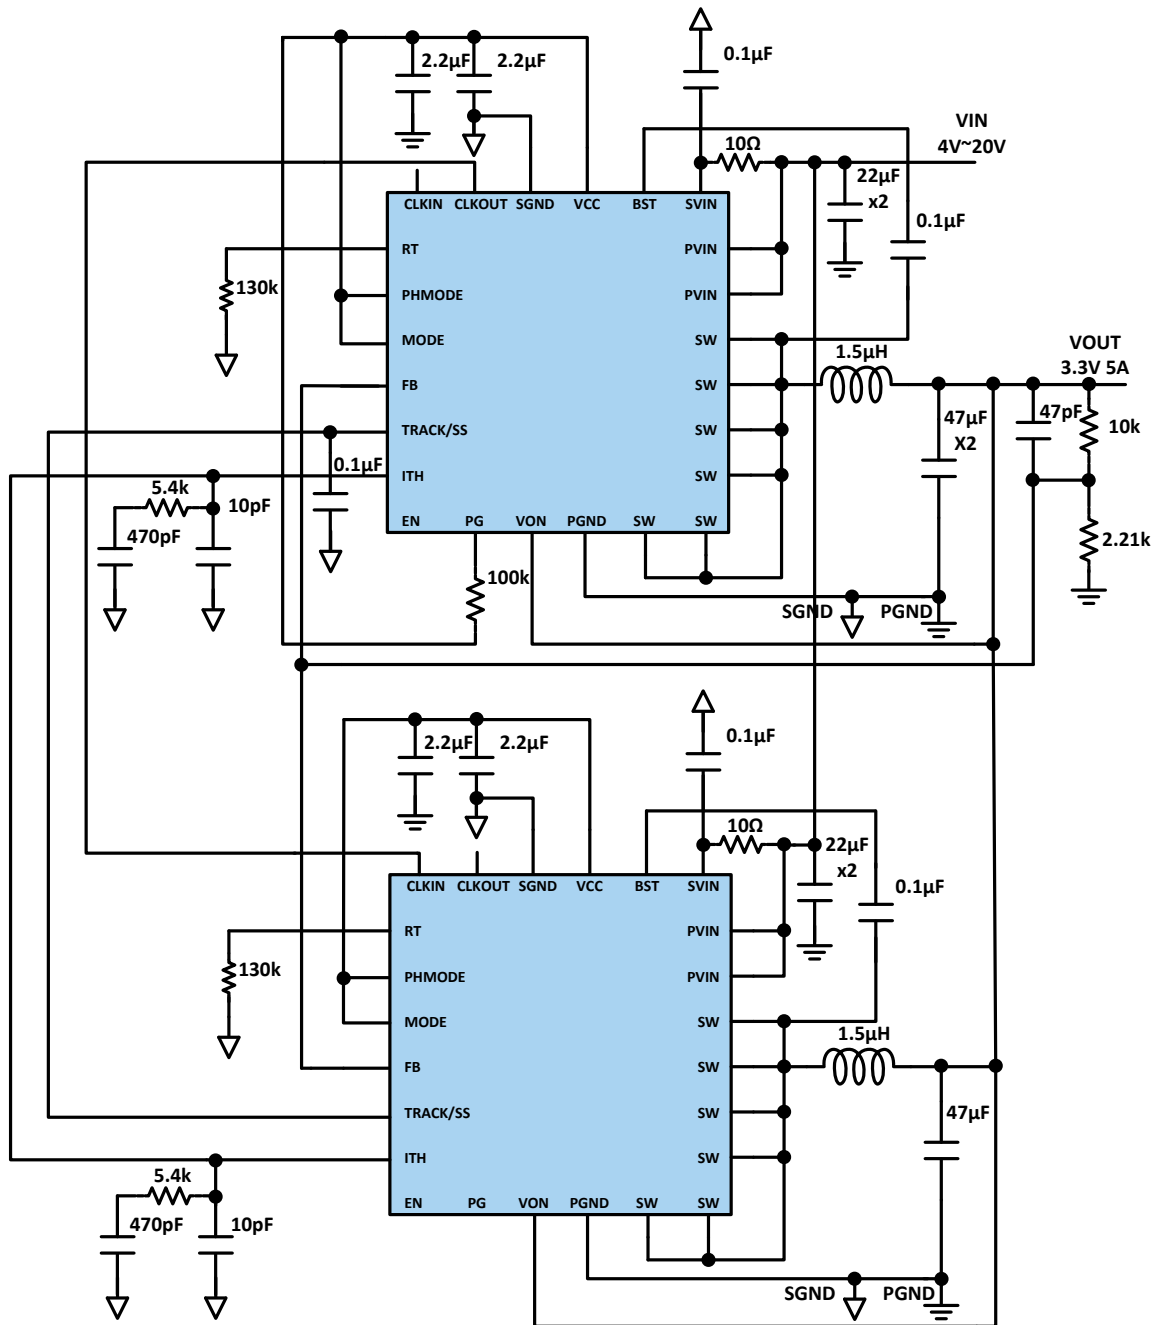 2.2µF
2.2µF
0.1µF
VIN
4V~20V
10Ω
22µF
x2
0.1µF
CLKIN
CLKOUT
SGND
VCC
BST
SVIN
RT
PVIN
130k
PHMODE
PVIN
MODE
SW
1.5µH
VOUT
3.3V 5A
FB
SW
47µF
X2
47pF
10k
TRACK/SS
SW
0.1µF
ITH
SW
5.4k
10pF
470pF
EN
PG
VON
PGND
SW
SW
2.21k
100k
SGND
PGND
2.2µF
2.2µF
0.1µF
10Ω
22µF
x2
0.1µF
CLKIN
CLKOUT
SGND
VCC
BST
SVIN
RT
PVIN
130k
PHMODE
PVIN
MODE
SW
1.5µH
FB
SW
TRACK/SS
SW
47µF
ITH
SW
5.4k
470pF
10pF
EN
PG
VON
PGND
SW
SW
SGND
PGND